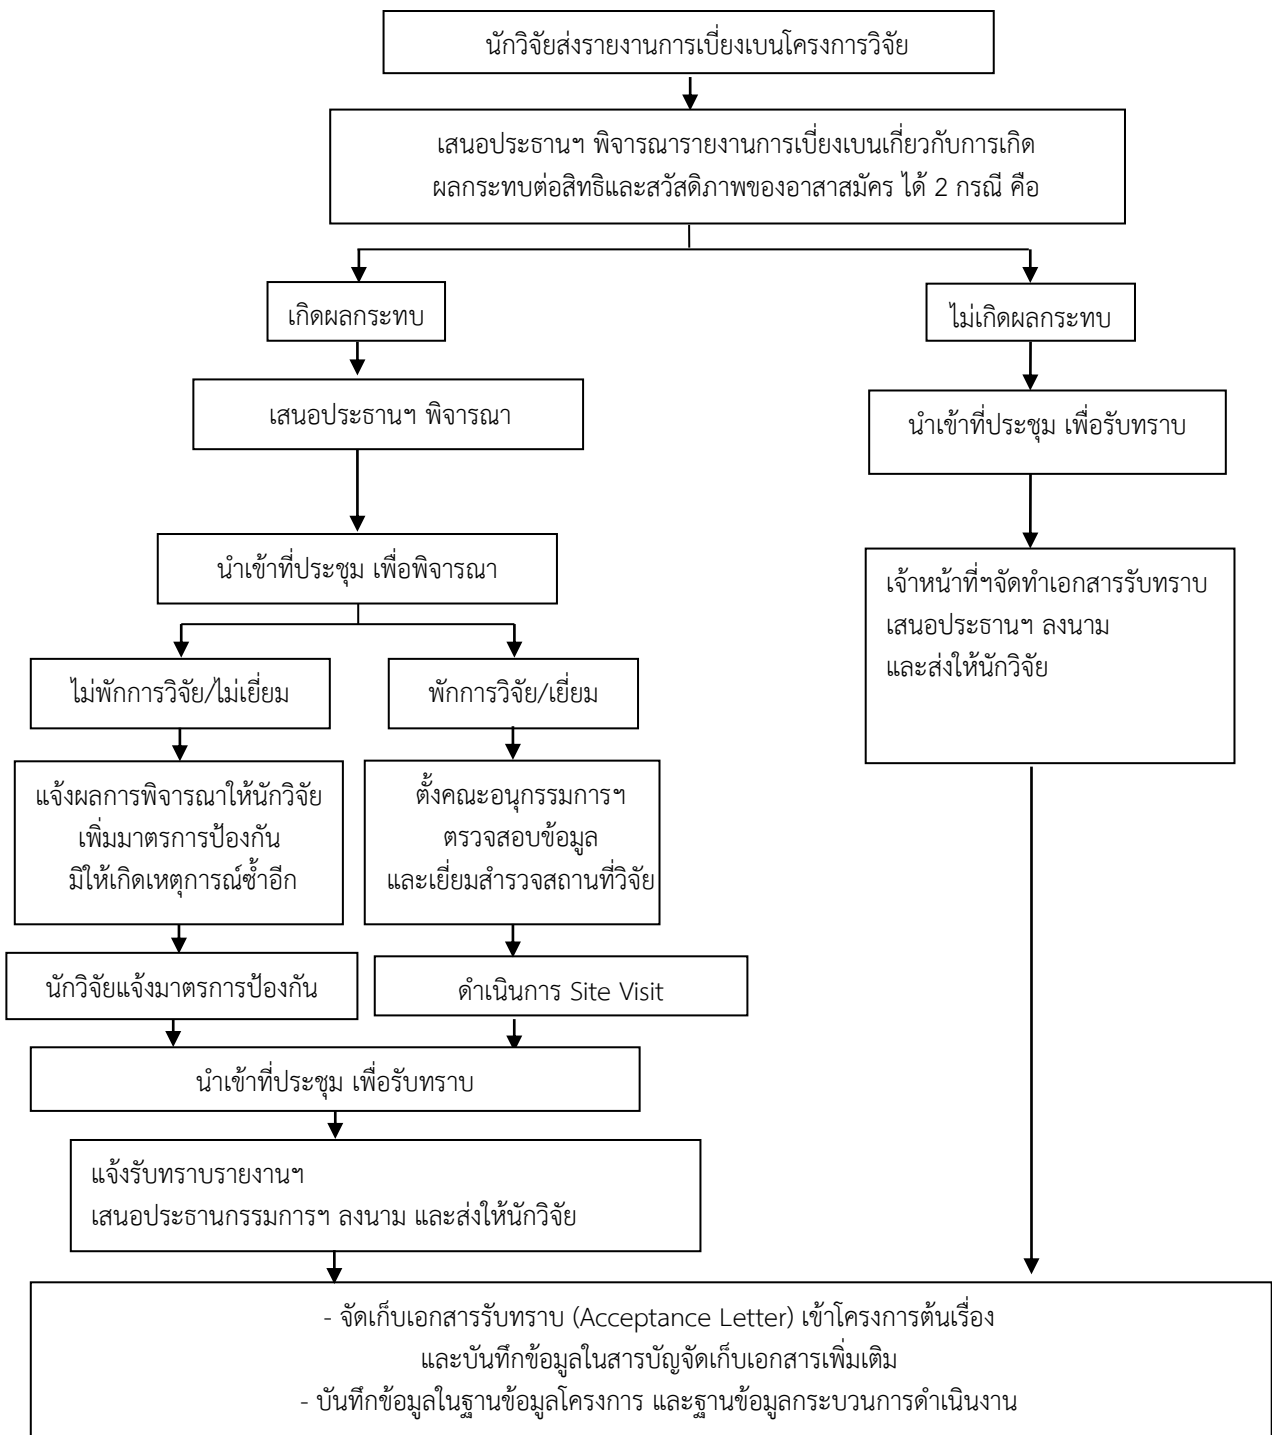 นักวิจัยส่งรายงานการเบี่ยงเบนโครงการวิจัย
เสนอประธานฯ พิจารณารายงานการเบี่ยงเบนเกี่ยวกับการเกิด
ผลกระทบต่อสิทธิและสวัสดิภาพของอาสาสมัคร ได้ 2 กรณี คือ
เกิดผลกระทบ
ไม่เกิดผลกระทบ
เสนอประธานฯ พิจารณา
นำเข้าที่ประชุม เพื่อรับทราบ
นำเข้าที่ประชุม เพื่อพิจารณา
เจ้าหน้าที่ฯจัดทำเอกสารรับทราบ
เสนอประธานฯ ลงนาม
และส่งให้นักวิจัย
ไม่พักการวิจัย/ไม่เยี่ยม
พักการวิจัย/เยี่ยม
แจ้งผลการพิจารณาให้นักวิจัย
เพิ่มมาตรการป้องกัน
มิให้เกิดเหตุการณ์ซ้ำอีก
ตั้งคณะอนุกรรมการฯ
ตรวจสอบข้อมูล
และเยี่ยมสำรวจสถานที่วิจัย
นักวิจัยแจ้งมาตรการป้องกัน
ดำเนินการ Site Visit
นำเข้าที่ประชุม เพื่อรับทราบ
แจ้งรับทราบรายงานฯ
เสนอประธานกรรมการฯ ลงนาม และส่งให้นักวิจัย
- จัดเก็บเอกสารรับทราบ (Acceptance Letter) เข้าโครงการต้นเรื่อง
และบันทึกข้อมูลในสารบัญจัดเก็บเอกสารเพิ่มเติม
- บันทึกข้อมูลในฐานข้อมูลโครงการ และฐานข้อมูลกระบวนการดำเนินงาน